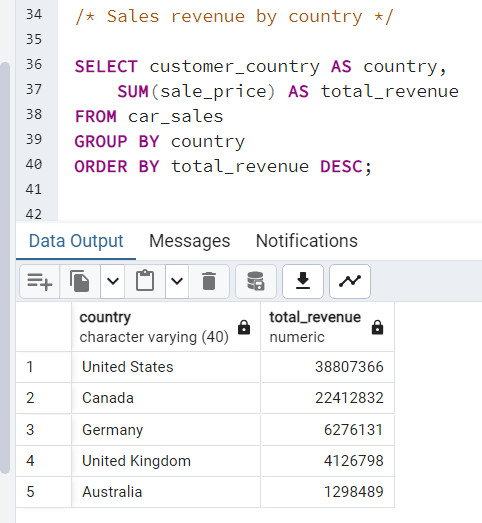 34 /* Sales revenue by country */
35
36 SELECT customer_country AS country,
37 SUM(sale_price) AS total_revenue
38 FROM car_sales
39 GROUP BY country
40 ORDER BY total_revenue DESC;
41
42
Data Output Messages Notifications
country total_revenue
character varying (40) numeric
1 United States 38807366
2 Canada 22412832
3 Germany 6276131
4 United Kingdom 4126798
5 Australia 1298489